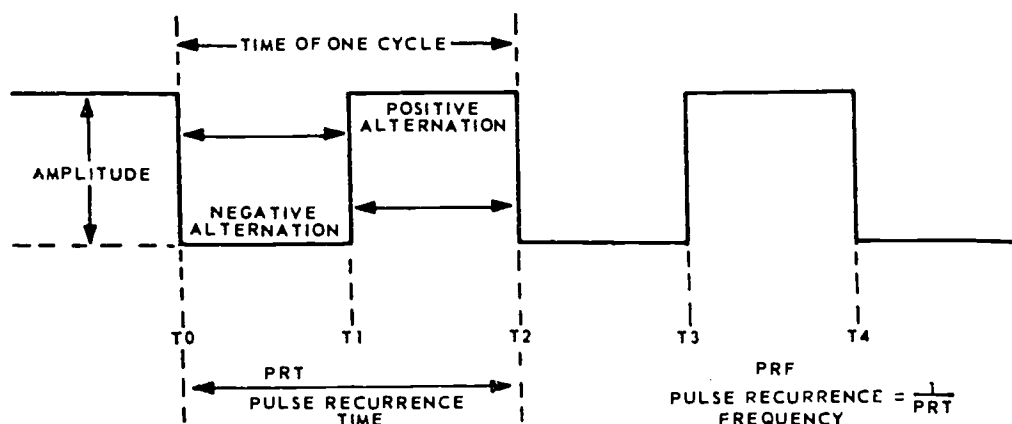 TIME OF ONE CYCLE
POSITIVE
ALTERNATION
AMPLITUDE
NEGATIVE
ALTERNATION
T0
T1
T2
T3
T4
PRT
PULSE RECURRENCE
TIME
PRF
PULSE RECURRENCE = 1/PRT
FREQUENCY